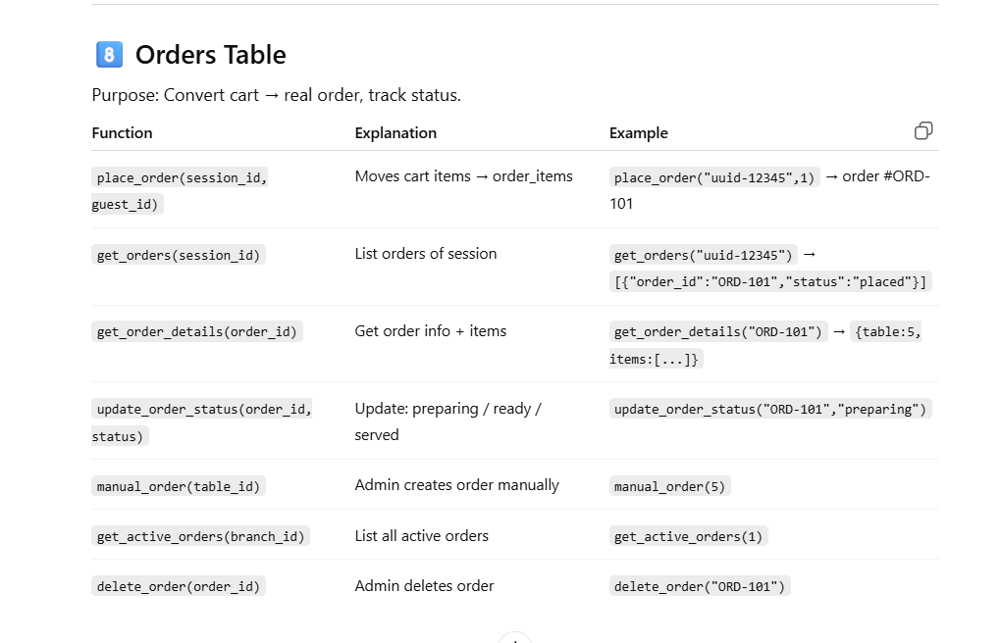 8 Orders Table
Purpose: Convert cart → real order, track status.
Function Explanation Example
place_order(session_id, guest_id) Moves cart items → order_items place_order("uuid-12345",1) → order #ORD-101
get_orders(session_id) List orders of session get_orders("uuid-12345") → [{"order_id":"ORD-101","status":"placed"}]
get_order_details(order_id) Get order info + items get_order_details("ORD-101") → {table:5, items:[...]}
update_order_status(order_id, status) Update: preparing / ready / served update_order_status("ORD-101","preparing")
manual_order(table_id) Admin creates order manually manual_order(5)
get_active_orders(branch_id) List all active orders get_active_orders(1)
delete_order(order_id) Admin deletes order delete_order("ORD-101")